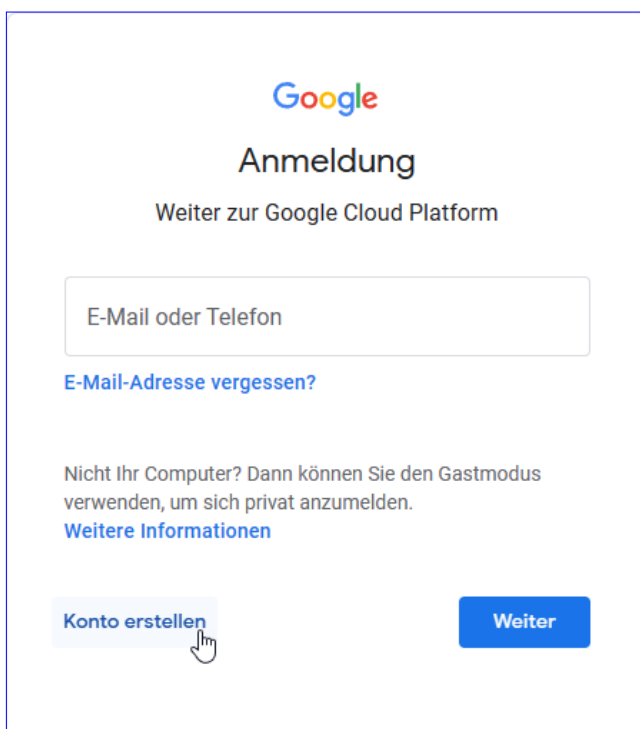 Google
Anmeldung
Weiter zur Google Cloud Platform
E-Mail oder Telefon
E-Mail-Adresse vergessen?
Nicht Ihr Computer? Dann können Sie den Gastmodus
verwenden, um sich privat anzumelden.
Weitere Informationen
Konto erstellen
Weiter